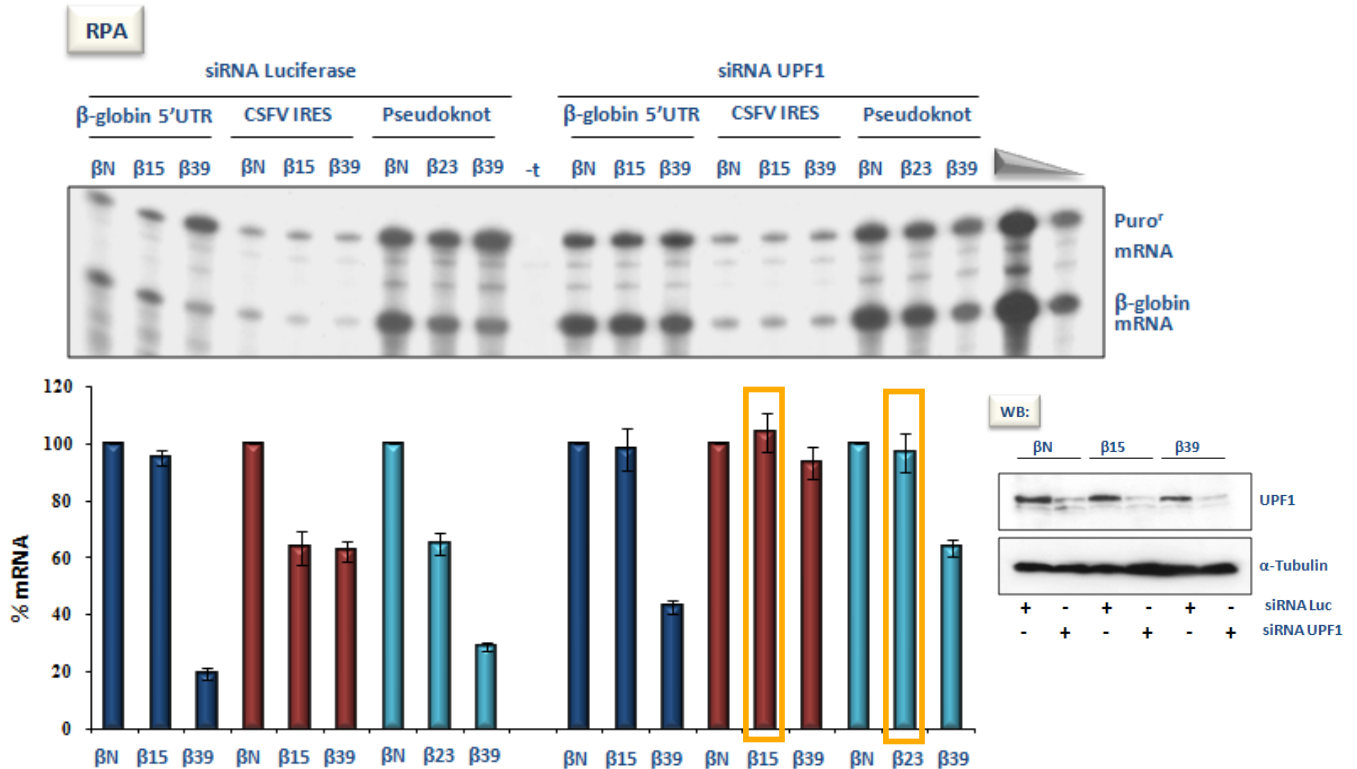 RPA
siRNA Luciferase siRNA UPF1
β-globin 5’UTR CSFV IRES Pseudoknot β-globin 5’UTR CSFV IRES Pseudoknot
βN β15 β39 βN β15 β39 βN β23 β39 -t βN β15 β39 βN β15 β39 βN β23 β39
Puroʳ
mRNA
β-globin
mRNA
% mRNA
120
100
80
60
40
20
0
βN β15 β39 βN β15 β39 βN β23 β39 βN β15 β39 βN β15 β39 βN β23 β39
WB:
βN β15 β39
UPF1
α-Tubulin
+ - + - + - siRNA Luc
- + - + - + siRNA UPF1